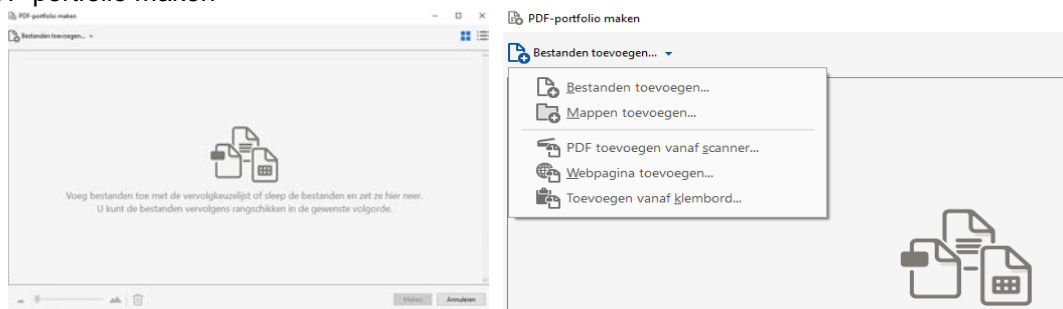 PDF-portfolio maken
Bestanden toevoegen...
Voeg bestanden toe met de vervolgkeuzelijst of sleep de bestanden en zet ze hier neer.
U kunt de bestanden vervolgens rangschikken in de gewenste volgorde.
Maken
Annuleren
PDF-portfolio maken
Bestanden toevoegen...
Bestanden toevoegen...
Mappen toevoegen...
PDF toevoegen vanaf scanner...
Webpagina toevoegen...
Toevoegen vanaf klembord...